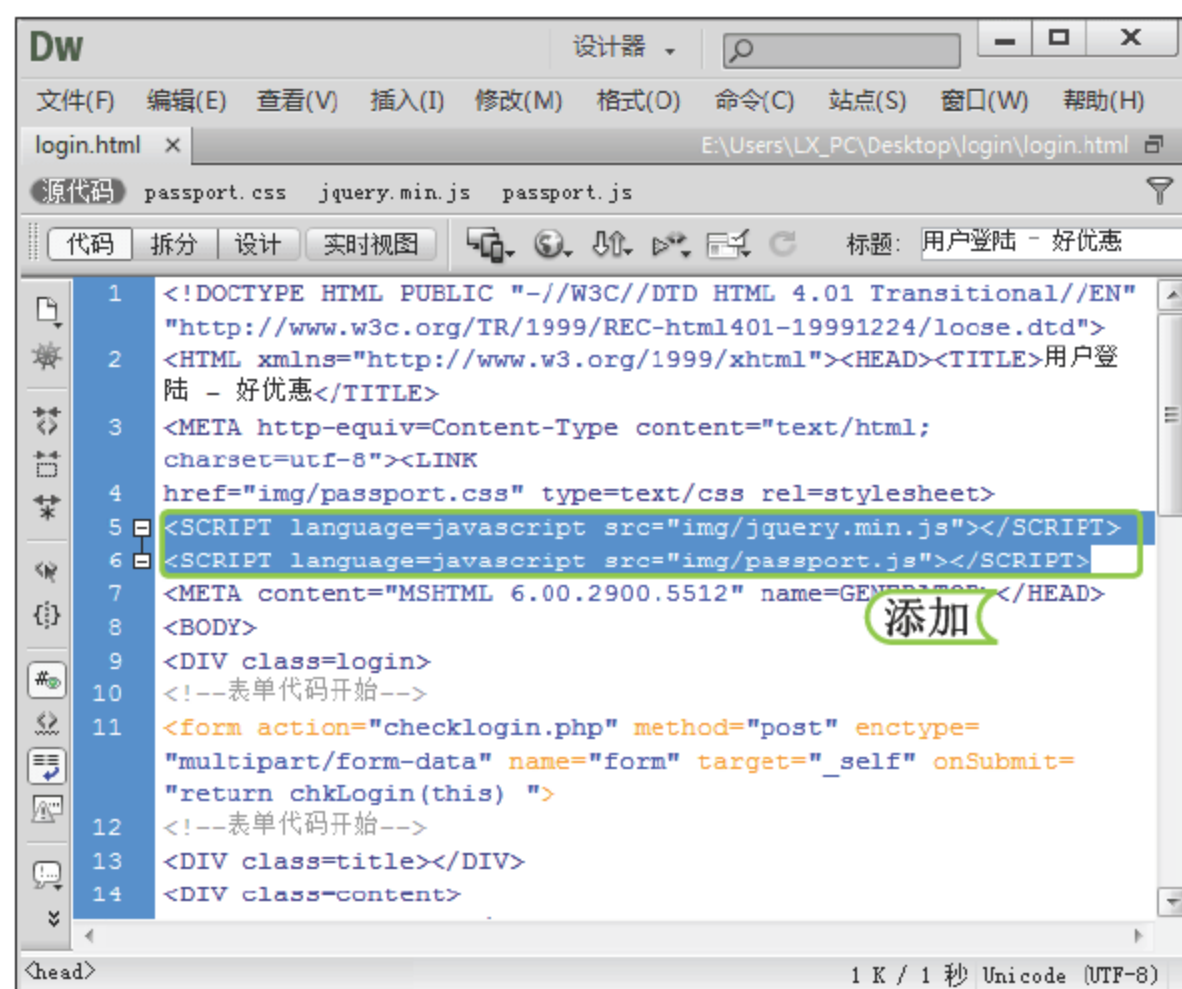 Dw 设计器
文件(F) 编辑(E) 查看(V) 插入(I) 修改(M) 格式(O) 命令(C) 站点(S) 窗口(W) 帮助(H)
login.html × E:\Users\LX_PC\Desktop\login\login.html
源代码 passport.css jquery.min.js passport.js
代码 拆分 设计 实时视图 标题: 用户登陆 - 好优惠
1 <!DOCTYPE HTML PUBLIC "-//W3C//DTD HTML 4.01 Transitional//EN"
"http://www.w3c.org/TR/1999/REC-html401-19991224/loose.dtd">
2 <HTML xmlns="http://www.w3.org/1999/xhtml"><HEAD><TITLE>用户登
陆 - 好优惠</TITLE>
3 <META http-equiv=Content-Type content="text/html;
charset=utf-8"><LINK
4 href="img/passport.css" type=text/css rel=stylesheet>
5 <SCRIPT language=javascript src="img/jquery.min.js"></SCRIPT>
6 <SCRIPT language=javascript src="img/passport.js"></SCRIPT>
7 <META content="MSHTML 6.00.2900.5512" name= </HEAD>
添加
8 <BODY>
9 <DIV class=login>
10 <!--表单代码开始-->
11 <form action="checklogin.php" method="post" enctype=
"multipart/form-data" name="form" target="_self" onSubmit=
"return chkLogin(this) ">
12 <!--表单代码开始-->
13 <DIV class=title></DIV>
14 <DIV class=content>
<head> 1 K / 1 秒 Unicode (UTF-8)